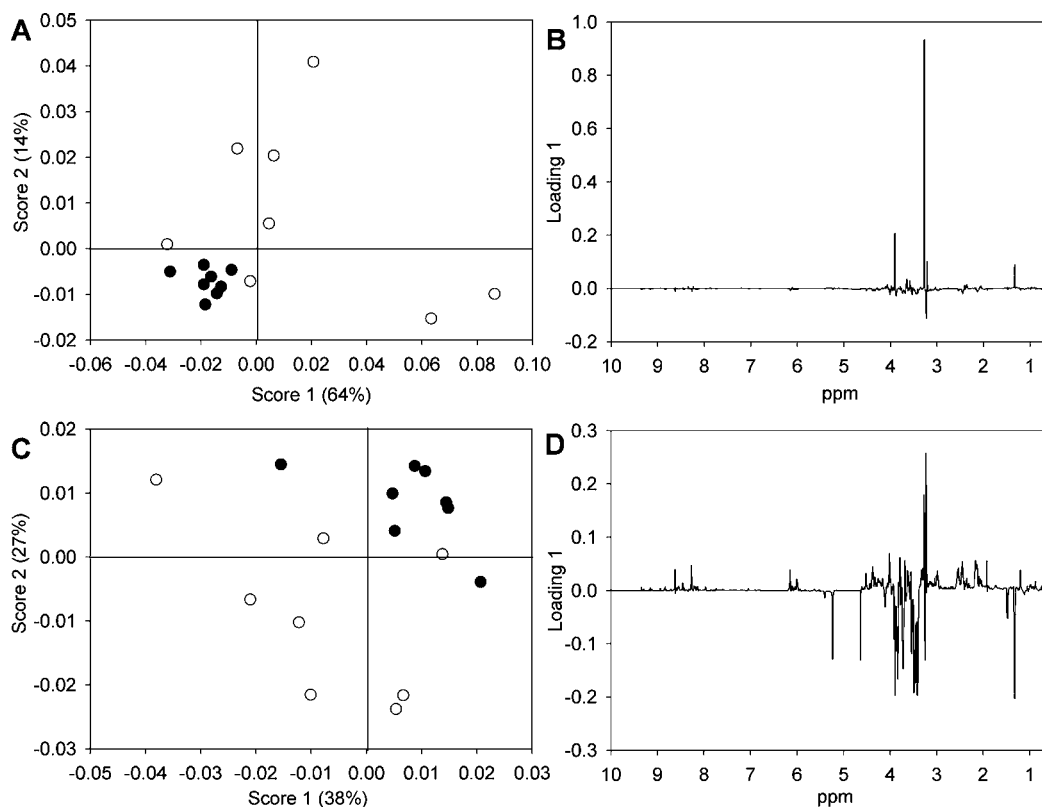 A
0.05
0.04
0.03
0.02
0.01
0.00
-0.01
-0.02
Score 2 (14%)
-0.06 -0.04 -0.02 0.00 0.02 0.04 0.06 0.08 0.10
Score 1 (64%)
B
1.0
0.8
0.6
0.4
0.2
0.0
-0.2
Loading 1
10 9 8 7 6 5 4 3 2 1
ppm
C
0.02
0.01
0.00
-0.01
-0.02
-0.03
Score 2 (27%)
-0.05 -0.04 -0.03 -0.02 -0.01 0.00 0.01 0.02 0.03
Score 1 (38%)
D
0.3
0.2
0.1
0.0
-0.1
-0.2
-0.3
Loading 1
10 9 8 7 6 5 4 3 2 1
ppm